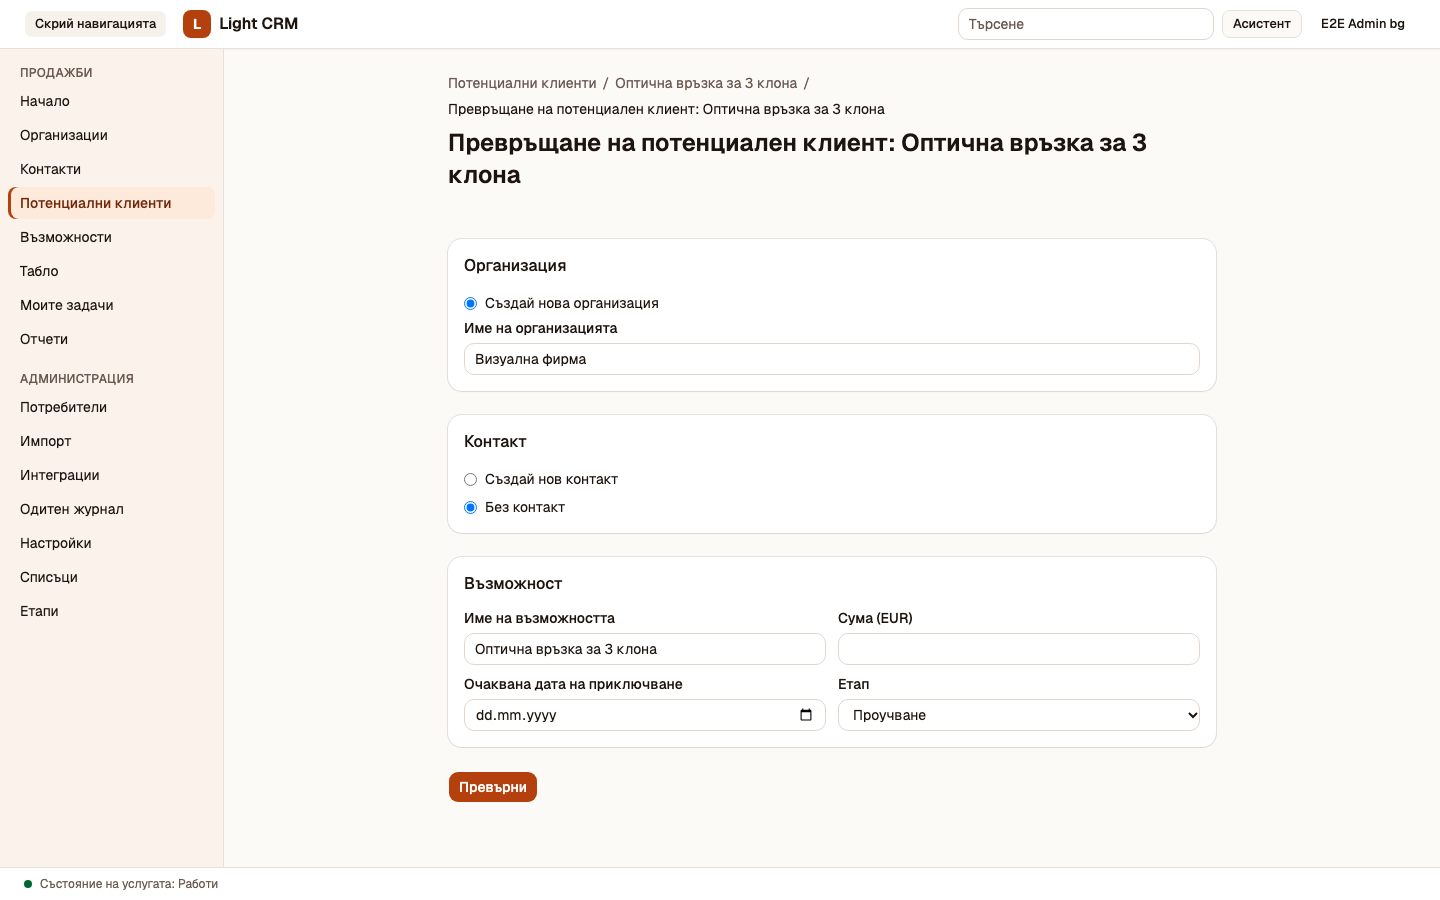 Скрий навигацията
L
Light CRM
Търсене
Асистент
E2E Admin bg
ПРОДАЖБИ
Начало
Организации
Контакти
Потенциални клиенти
Възможности
Табло
Моите задачи
Отчети
АДМИНИСТРАЦИЯ
Потребители
Импорт
Интеграции
Одитен журнал
Настройки
Списъци
Етапи
Потенциални клиенти / Оптична връзка за 3 клона /
Превръщане на потенциален клиент: Оптична връзка за 3 клона
Превръщане на потенциален клиент: Оптична връзка за 3
клона
Организация
Създай нова организация
Име на организацията
Визуална фирма
Контакт
Създай нов контакт
Без контакт
Възможност
Име на възможността
Оптична връзка за 3 клона
Сума (EUR)
Очаквана дата на приключване
dd.mm.yyyy
Етап
Проучване
Превърни
Състояние на услугата: Работи